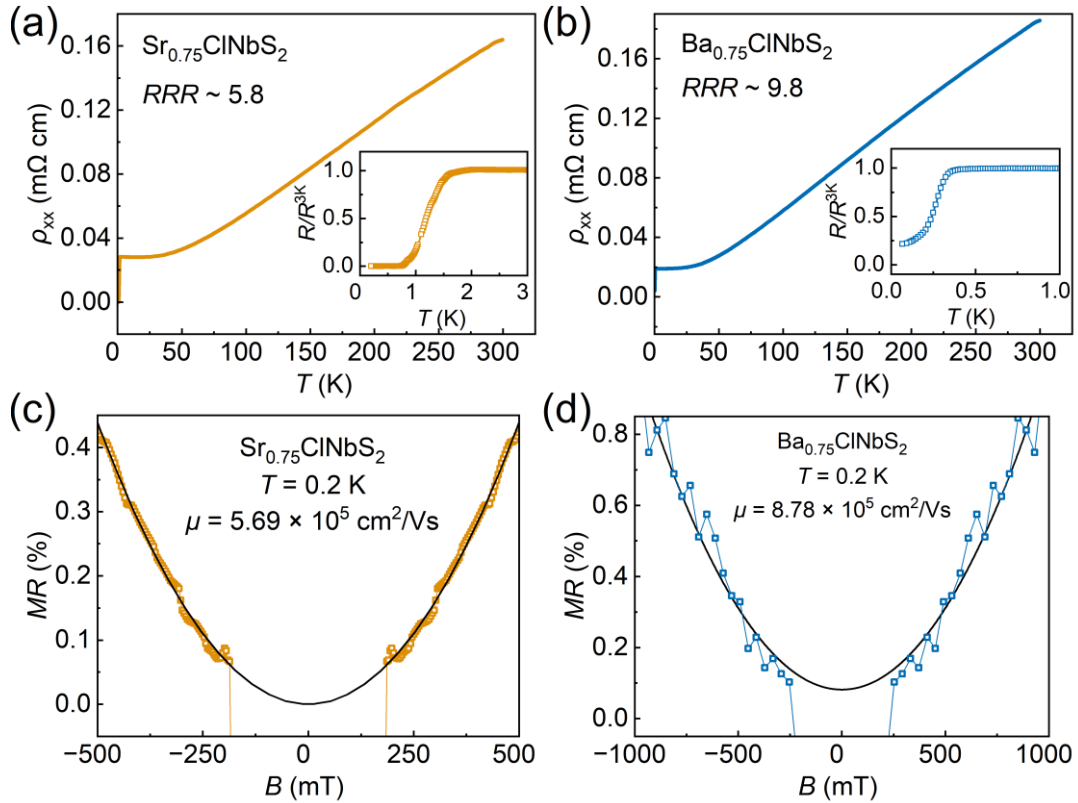 (a)
Sr0.75ClNbS2
RRR ~ 5.8
ρxx (mΩ cm)
0.16
0.12
0.08
0.04
0.00
0 50 100 150 200 250 300
T (K)
R/R3K
1.0
0.5
0.0
0 1 2 3
T (K)
(b)
Ba0.75ClNbS2
RRR ~ 9.8
ρxx (mΩ cm)
0.16
0.12
0.08
0.04
0.00
0 50 100 150 200 250 300
T (K)
R/R3K
1.0
0.5
0.0
0.0 0.5 1.0
T (K)
(c)
Sr0.75ClNbS2
T = 0.2 K
μ = 5.69 × 10⁵ cm²/Vs
MR (%)
0.4
0.3
0.2
0.1
0.0
−500 −250 0 250 500
B (mT)
(d)
Ba0.75ClNbS2
T = 0.2 K
μ = 8.78 × 10⁵ cm²/Vs
MR (%)
0.8
0.6
0.4
0.2
0.0
−1000 −500 0 500 1000
B (mT)